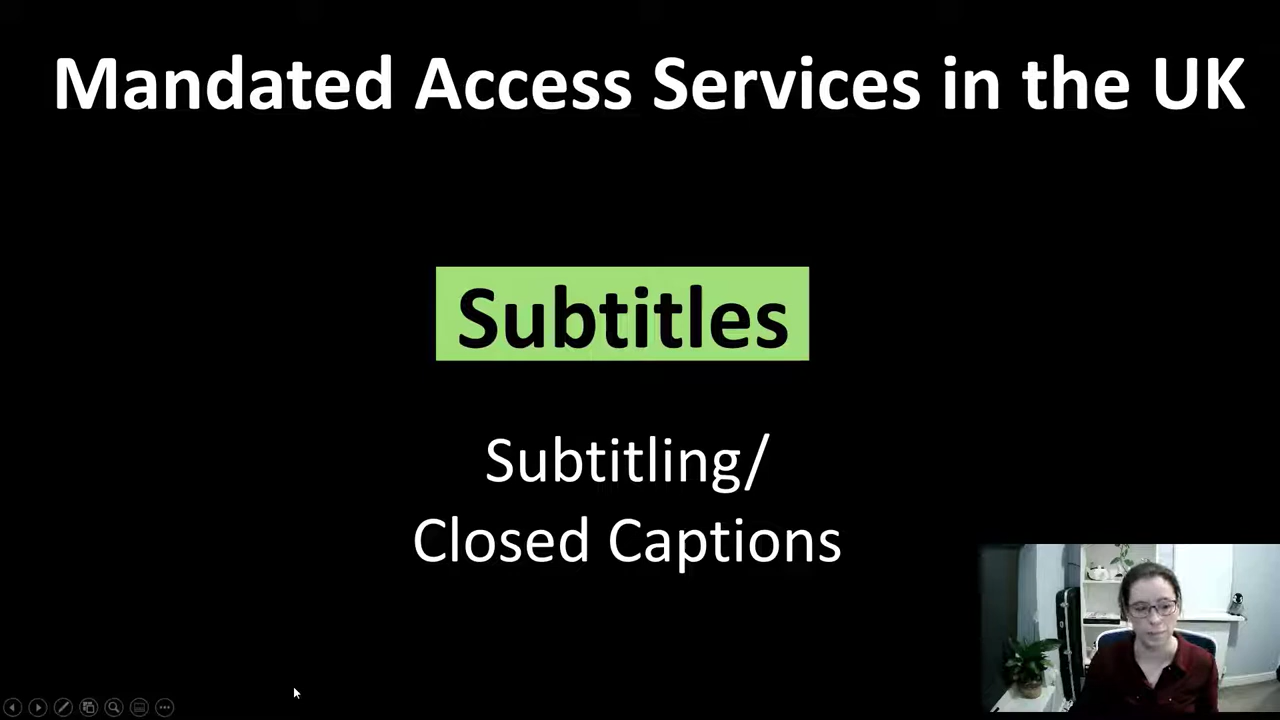 Mandated Access Services in the UK
Subtitles
Subtitling/
Closed Captions